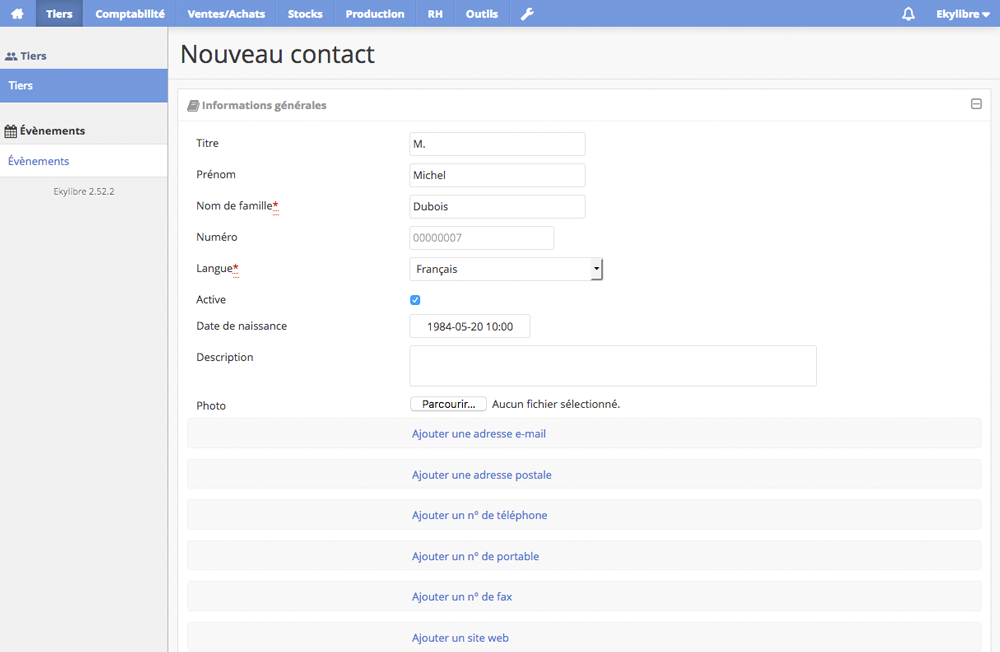 Tiers Comptabilité Ventes/Achats Stocks Production RH Outils Ekylibre
Tiers
Tiers
Évènements
Évènements
Ekylibre 2.52.2
Nouveau contact
Informations générales
Titre M.
Prénom Michel
Nom de famille* Dubois
Numéro 00000007
Langue* Français
Active
Date de naissance 1984-05-20 10:00
Description
Photo Parcourir... Aucun fichier sélectionné.
Ajouter une adresse e-mail
Ajouter une adresse postale
Ajouter un n° de téléphone
Ajouter un n° de portable
Ajouter un n° de fax
Ajouter un site web